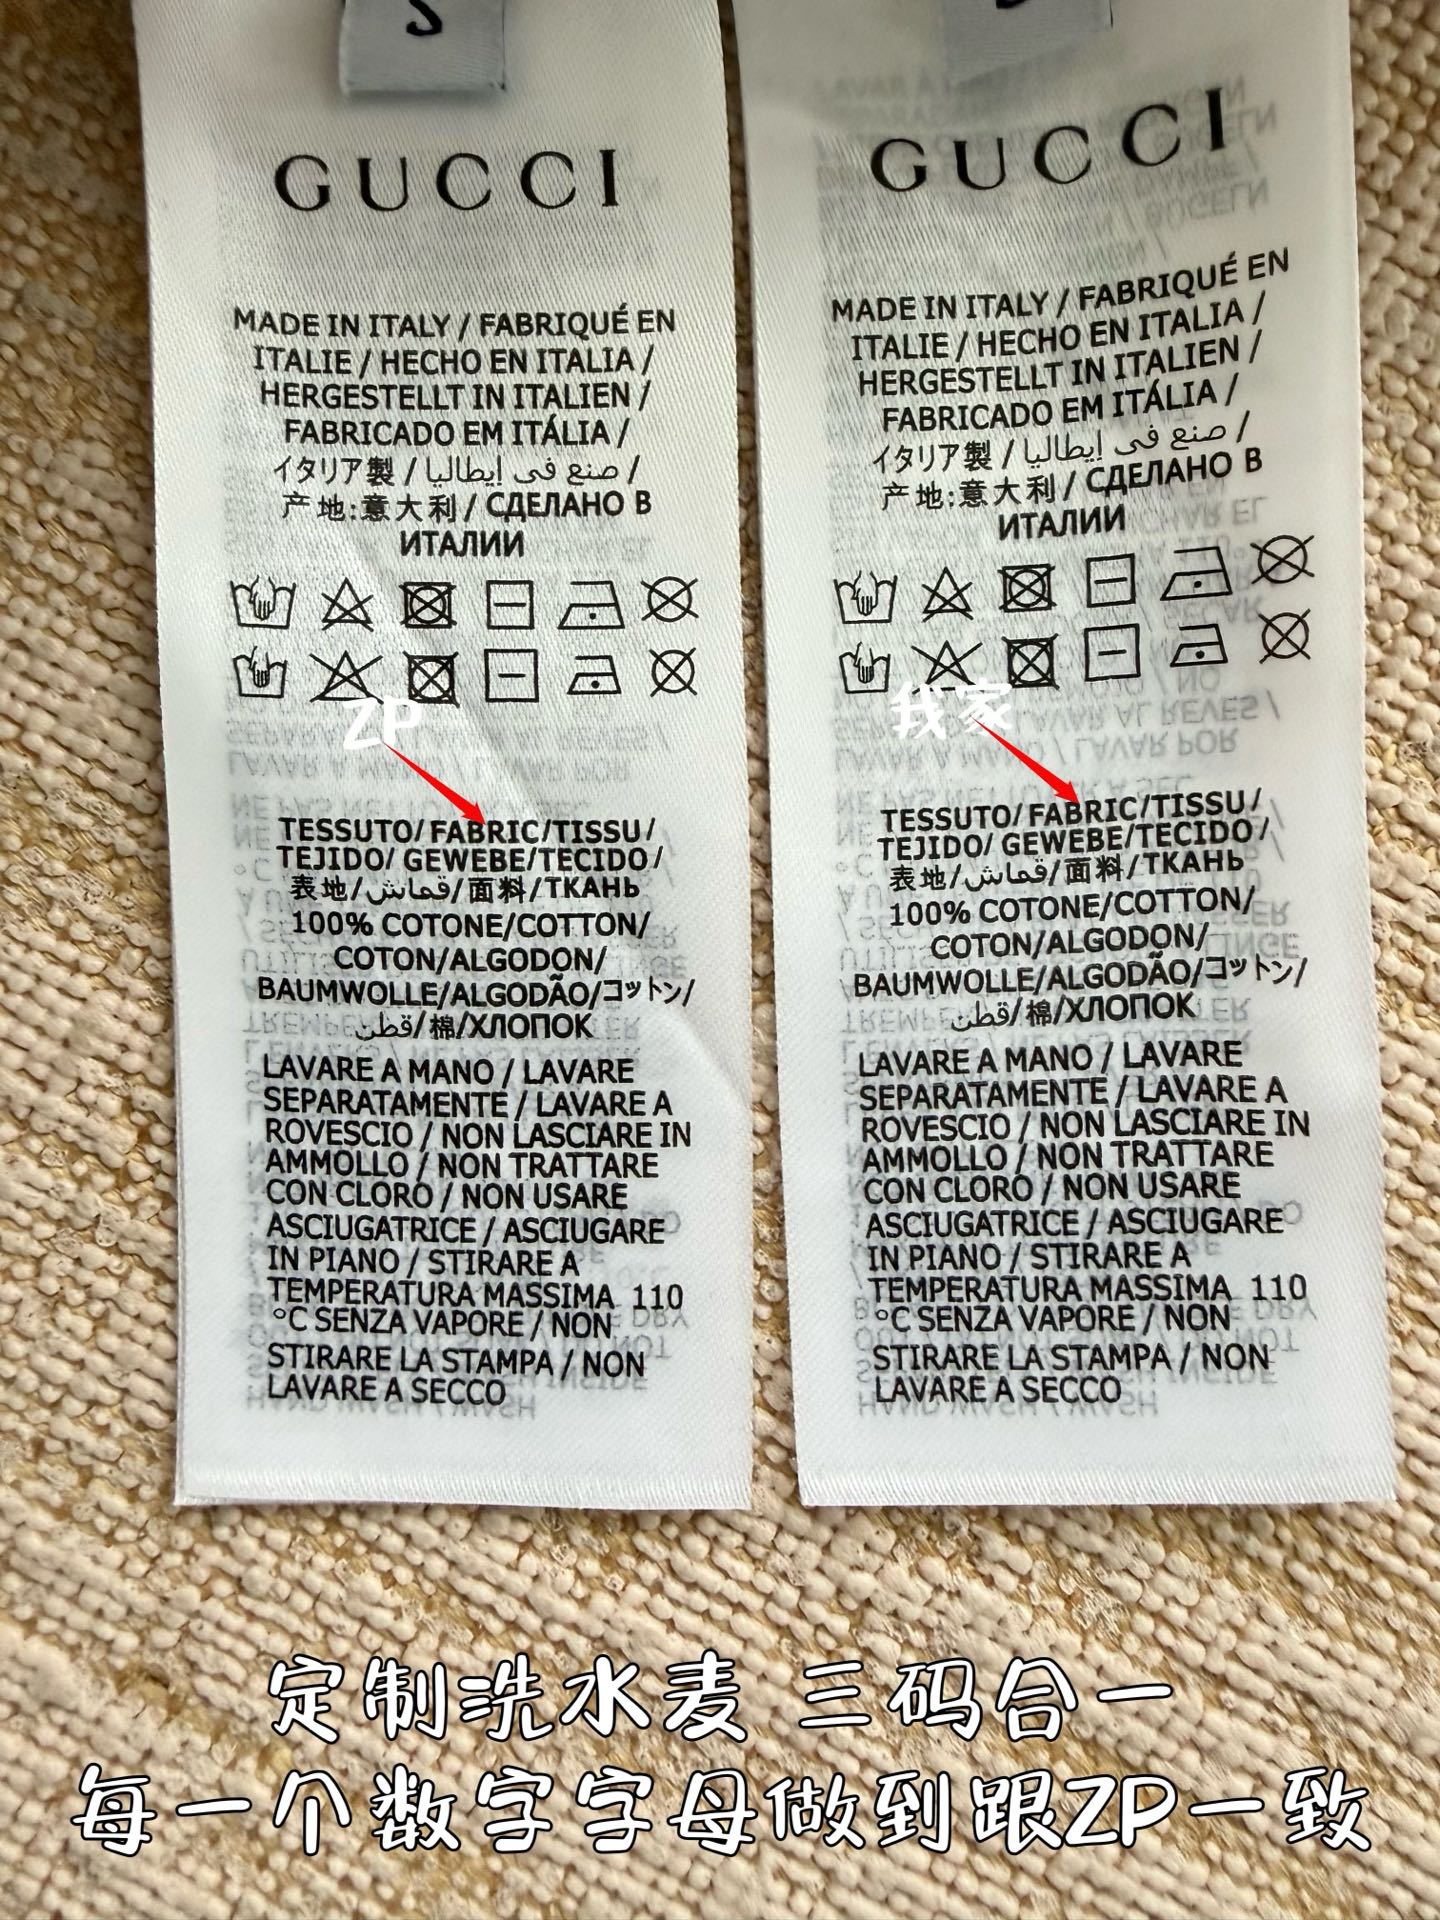 GUCCI
MADE IN ITALY / FABRIQUÉ EN
ITALIE / HECHO EN ITALIA /
HERGESTELLT IN ITALIEN /
FABRICADO EM ITÁLIA /
イタリア製 / صنع في إيطاليا /
产地:意大利 / СДЕЛАНО В
ИТАЛИИ
ZP
TESSUTO/FABRIC/TISSU/
TEJIDO/ GEWEBE/TECIDO/
表地/قماش/面料/ТКАНЬ
100% COTONE/COTTON/
COTON/ALGODON/
BAUMWOLLE/ALGODÃO/コットン/
قطن/棉/ХЛОПОК
LAVARE A MANO / LAVARE
SEPARATAMENTE / LAVARE A
ROVESCIO / NON LASCIARE IN
AMMOLLO / NON TRATTARE
CON CLORO / NON USARE
ASCIUGATRICE / ASCIUGARE
IN PIANO / STIRARE A
TEMPERATURA MASSIMA 110
°C SENZA VAPORE / NON
STIRARE LA STAMPA / NON
LAVARE A SECCO
GUCCI
MADE IN ITALY / FABRIQUÉ EN
ITALIE / HECHO EN ITALIA /
HERGESTELLT IN ITALIEN /
FABRICADO EM ITÁLIA /
イタリア製 / صنع في إيطاليا /
产地:意大利 / СДЕЛАНО В
ИТАЛИИ
我家
TESSUTO/FABRIC/TISSU/
TEJIDO/ GEWEBE/TECIDO/
表地/قماش/面料/ТКАНЬ
100% COTONE/COTTON/
COTON/ALGODON/
BAUMWOLLE/ALGODÃO/コットン/
قطن/棉/ХЛОПОК
LAVARE A MANO / LAVARE
SEPARATAMENTE / LAVARE A
ROVESCIO / NON LASCIARE IN
AMMOLLO / NON TRATTARE
CON CLORO / NON USARE
ASCIUGATRICE / ASCIUGARE
IN PIANO / STIRARE A
TEMPERATURA MASSIMA 110
°C SENZA VAPORE / NON
STIRARE LA STAMPA / NON
LAVARE A SECCO
定制洗水麦 三码合一
每一个数字字母做到跟ZP一致